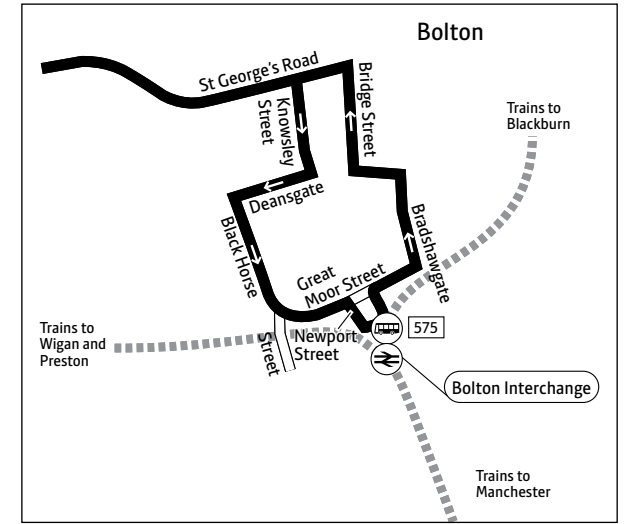 Bolton
St George's Road
Knowsley
Street
Bridge Street
Trains to
Blackburn
Deansgate
Black Horse
Street
Bradshawgate
Great
Moor Street
Newport
Street
575
Trains to
Wigan and
Preston
Bolton Interchange
Trains to
Manchester